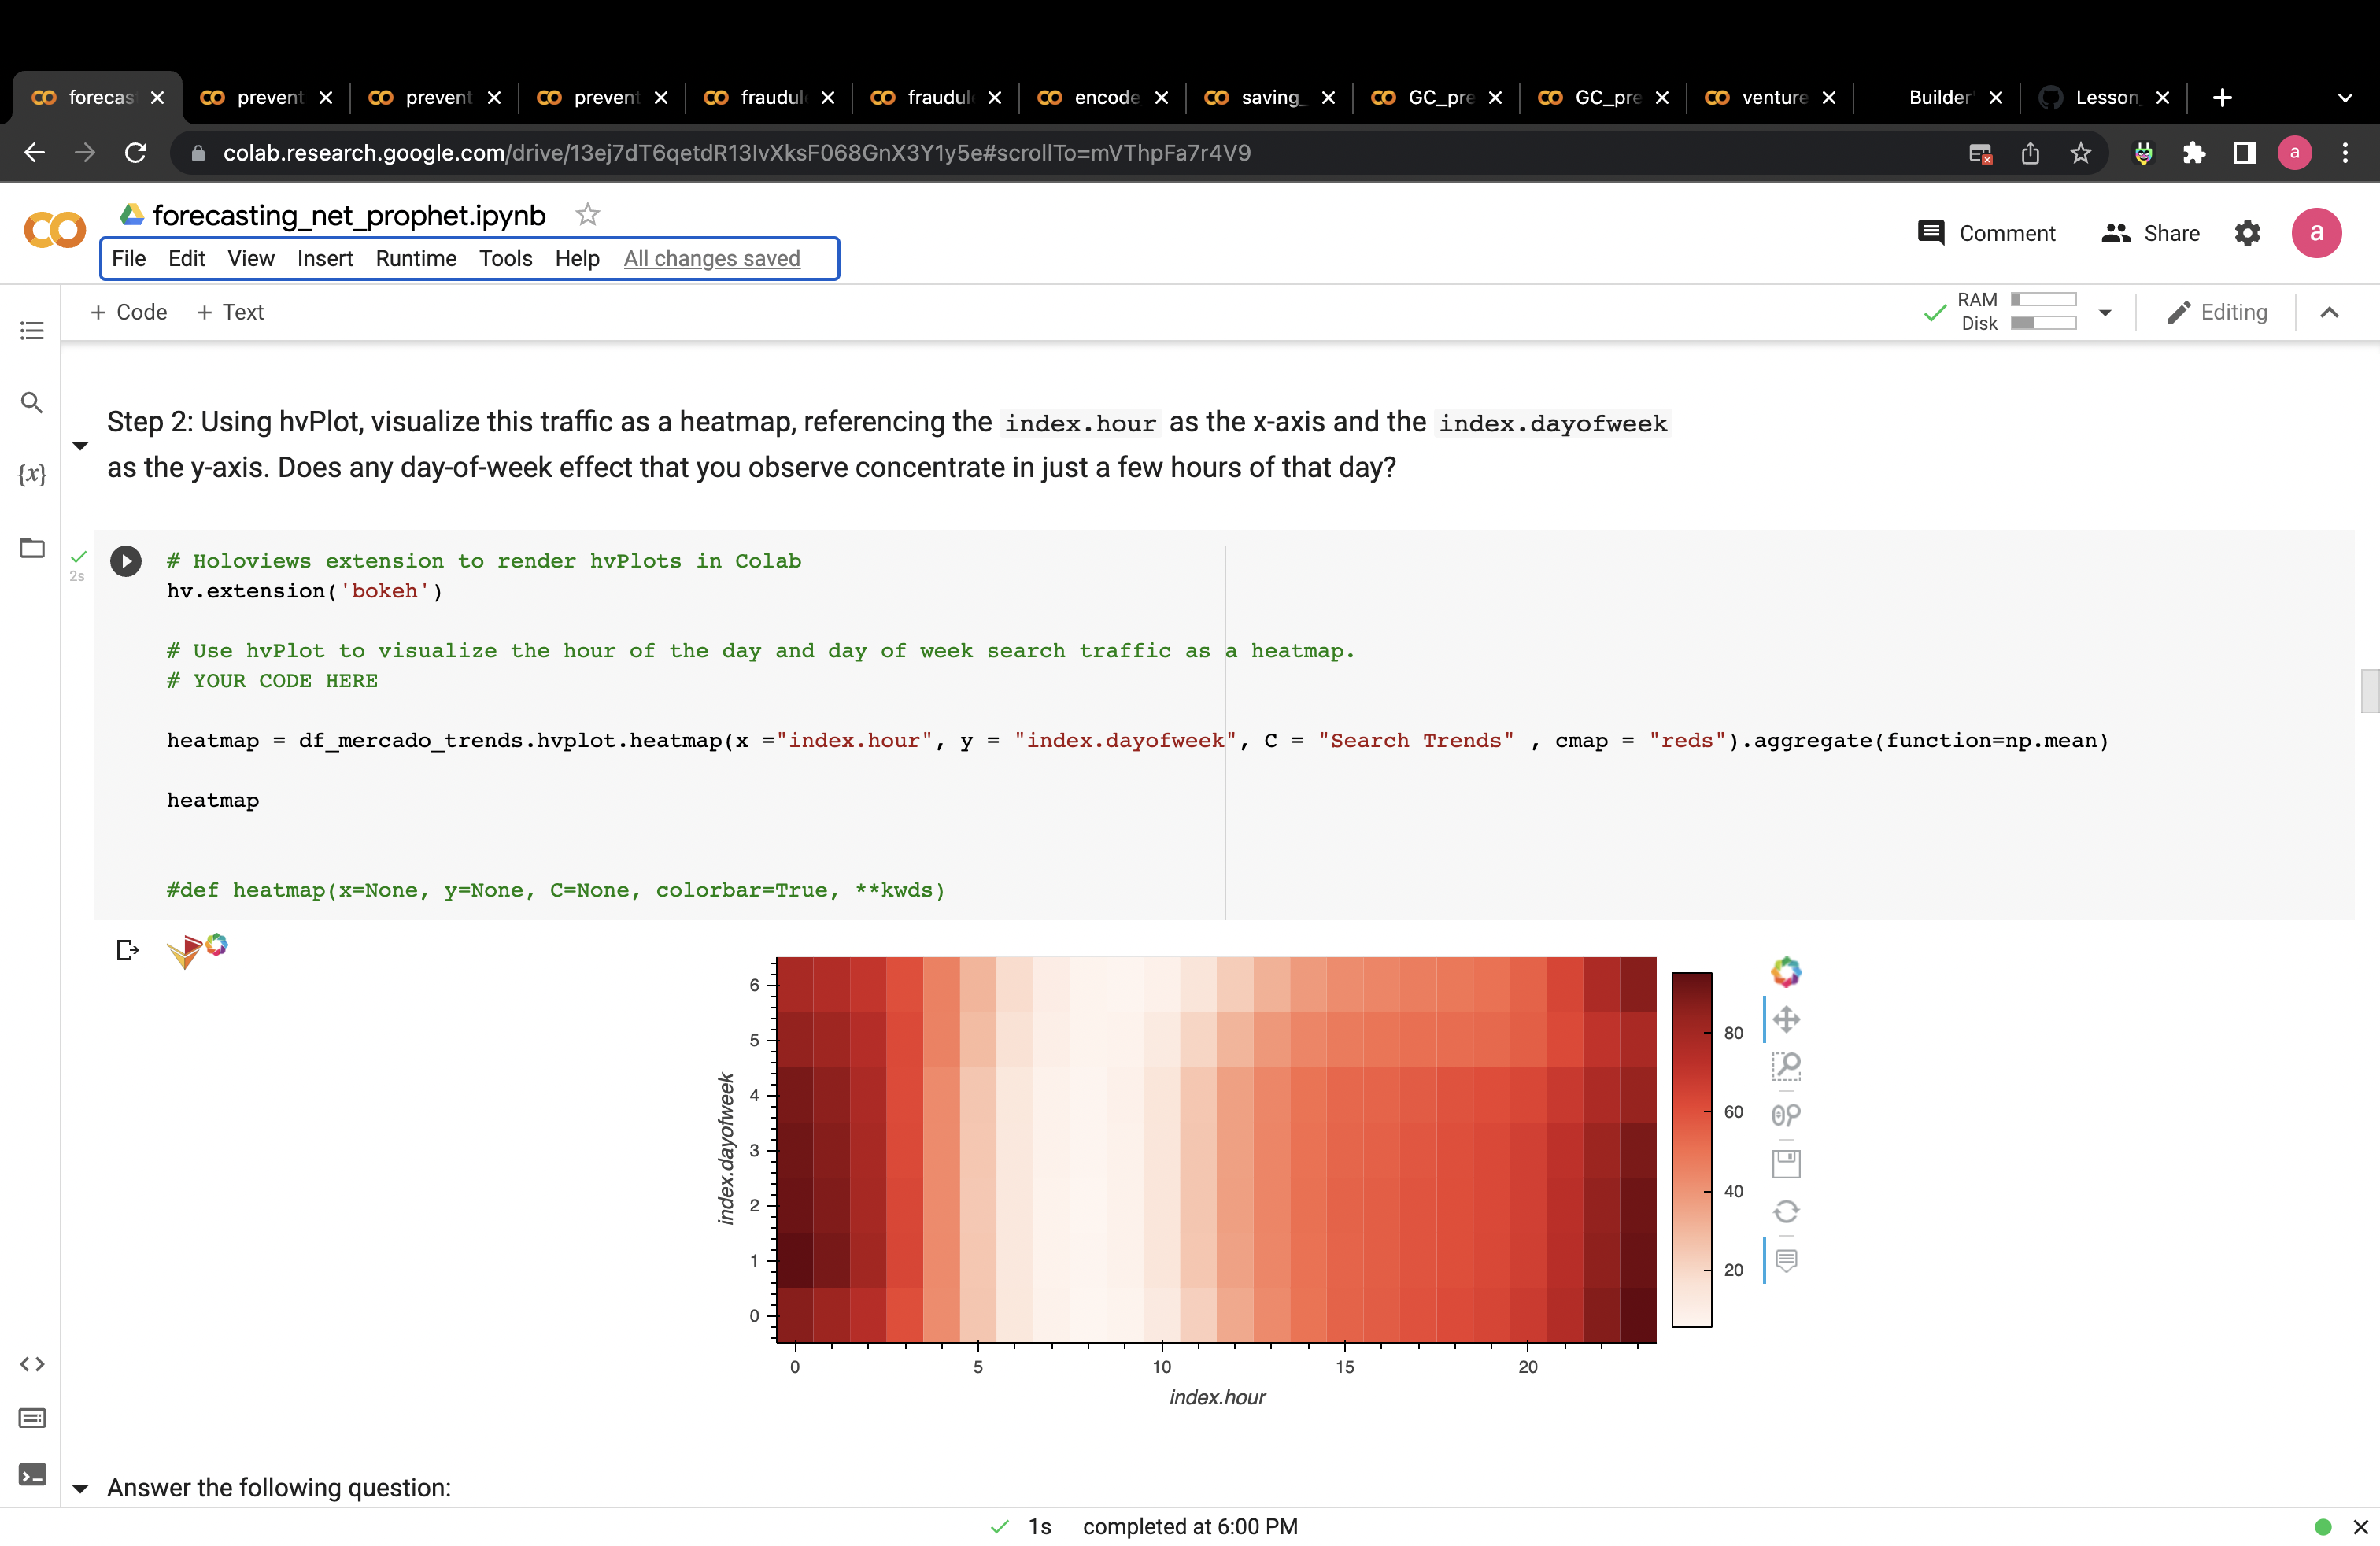 forecas
prevent
prevent
prevent
fraudul
fraudul
encode
saving_
GC_pre
GC_pre
venture
Builder'
Lesson_
colab.research.google.com/drive/13ej7dT6qetdR13IvXksF068GnX3Y1y5e#scrollTo=mVThpFa7r4V9
a
forecasting_net_prophet.ipynb
Comment
Share
a
File Edit View Insert Runtime Tools Help All changes saved
+ Code + Text
RAM
Disk
Editing
Step 2: Using hvPlot, visualize this traffic as a heatmap, referencing the index.hour as the x-axis and the index.dayofweek
as the y-axis. Does any day-of-week effect that you observe concentrate in just a few hours of that day?
{x}
2s
# Holoviews extension to render hvPlots in Colab
hv.extension('bokeh')
# Use hvPlot to visualize the hour of the day and day of week search traffic as a heatmap.
# YOUR CODE HERE
heatmap = df_mercado_trends.hvplot.heatmap(x ="index.hour", y = "index.dayofweek", C = "Search Trends" , cmap = "reds").aggregate(function=np.mean)
heatmap
#def heatmap(x=None, y=None, C=None, colorbar=True, **kwds)
6
5
4
3
2
1
0
index.dayofweek
0 5 10 15 20
index.hour
80
60
40
20
Answer the following question:
1s completed at 6:00 PM